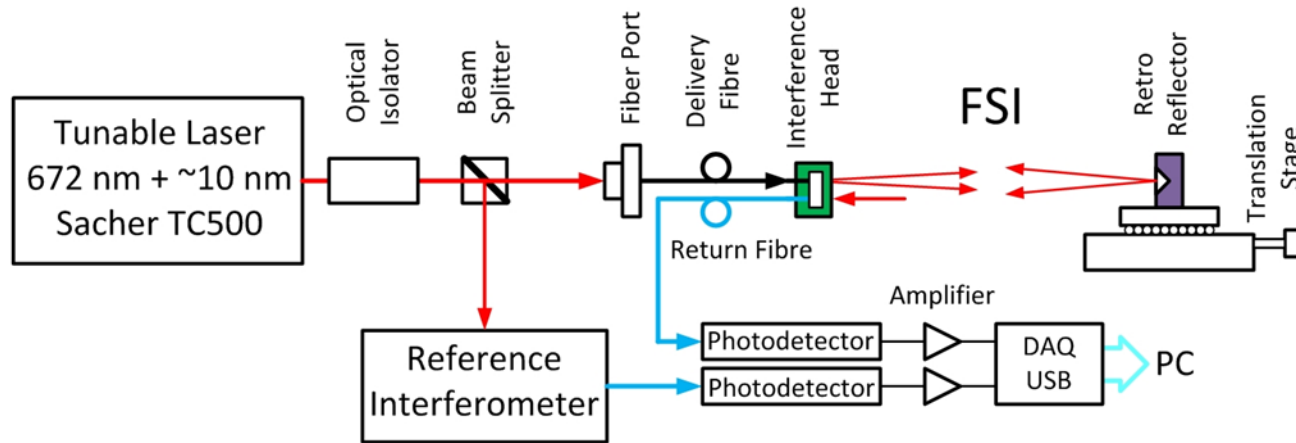 Tunable Laser
672 nm + ~10 nm
Sacher TC500
Optical
Isolator
Beam
Splitter
Fiber Port
Delivery
Fibre
Interference
Head
FSI
Retro
Reflector
Translation
Stage
Return Fibre
Amplifier
Reference
Interferometer
Photodetector
Photodetector
DAQ
USB
PC